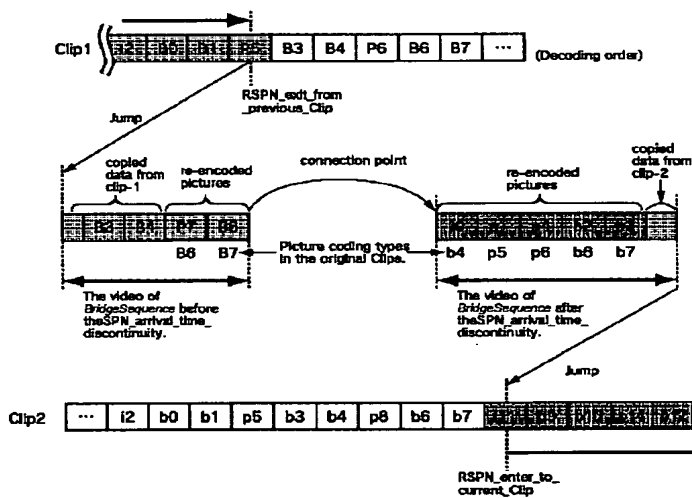 Clip1
i2 B0 B1 B3 B4 P6 B6 B7 ...
(Decoding order)
RSPN_exit_from
_previous_Clip
Jump
copied
data from
clip-1
re-encoded
pictures
connection point
re-encoded
pictures
copied
data from
clip-2
B6 B7
Picture coding types
in the original Clips.
b4 p5 p6 b6 b7
The video of
BridgeSequence before
theSPN_arrival_time_
discontinuity.
The video of
BridgeSequence after
theSPN_arrival_time_
discontinuity.
Jump
Clip2
... i2 b0 b1 p5 b3 b4 p8 b6 b7
RSPN_enter_to_
current_Clip